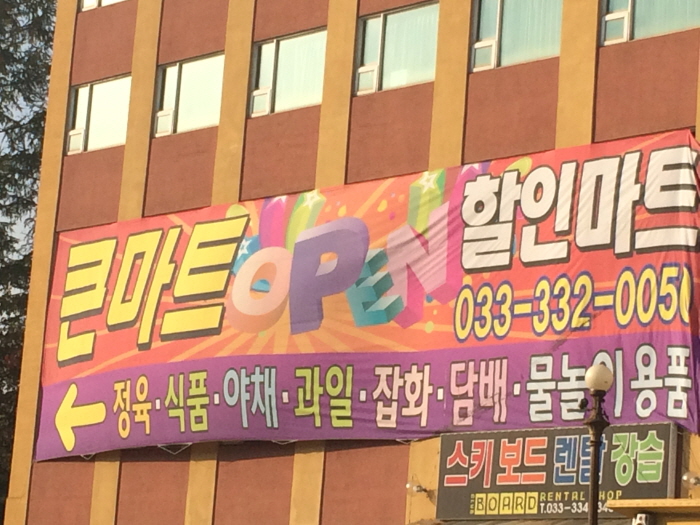 큰마트 OPEN 할인마트
033-332-0050
정육·식품·야채·과일·잡화·담배·물놀이용품
스키보드 렌탈 강습
BOARD RENTAL SHOP